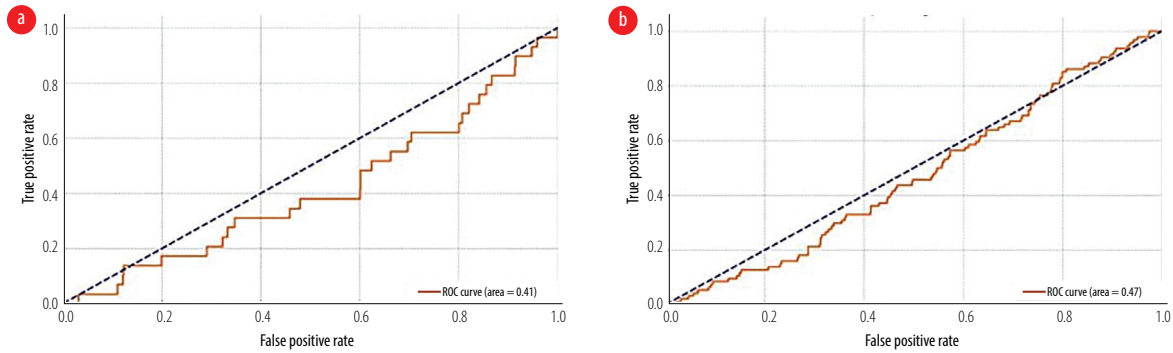 a
1.0
0.8
0.6
0.4
0.2
0.0
True positive rate
0.0 0.2 0.4 0.6 0.8 1.0
False positive rate
ROC curve (area = 0.41)
b
1.0
0.8
0.6
0.4
0.2
0.0
True positive rate
0.0 0.2 0.4 0.6 0.8 1.0
False positive rate
ROC curve (area = 0.47)